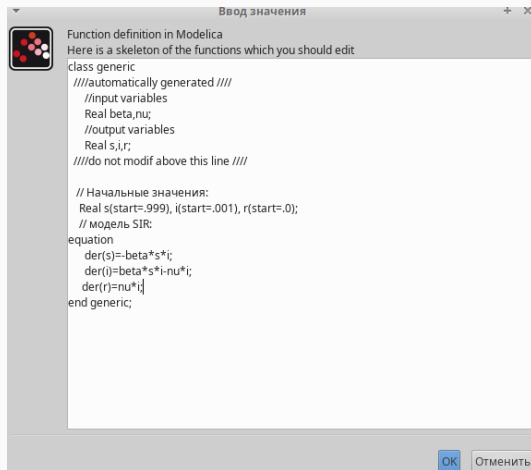 Ввод значения
Function definition in Modelica
Here is a skeleton of the functions which you should edit
class generic
////automatically generated ////
//input variables
Real beta,nu;
//output variables
Real s,i,r;
////do not modif above this line ////
// Начальные значения:
Real s(start=.999), i(start=.001), r(start=.0);
// модель SIR:
equation
der(s)=-beta*s*i;
der(i)=beta*s*i-nu*i;
der(r)=nu*i;
end generic;
OK Отменить